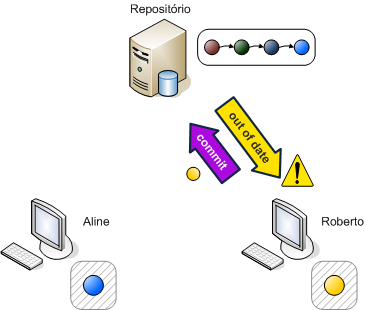 Repositório
out of date
commit
Aline
Roberto